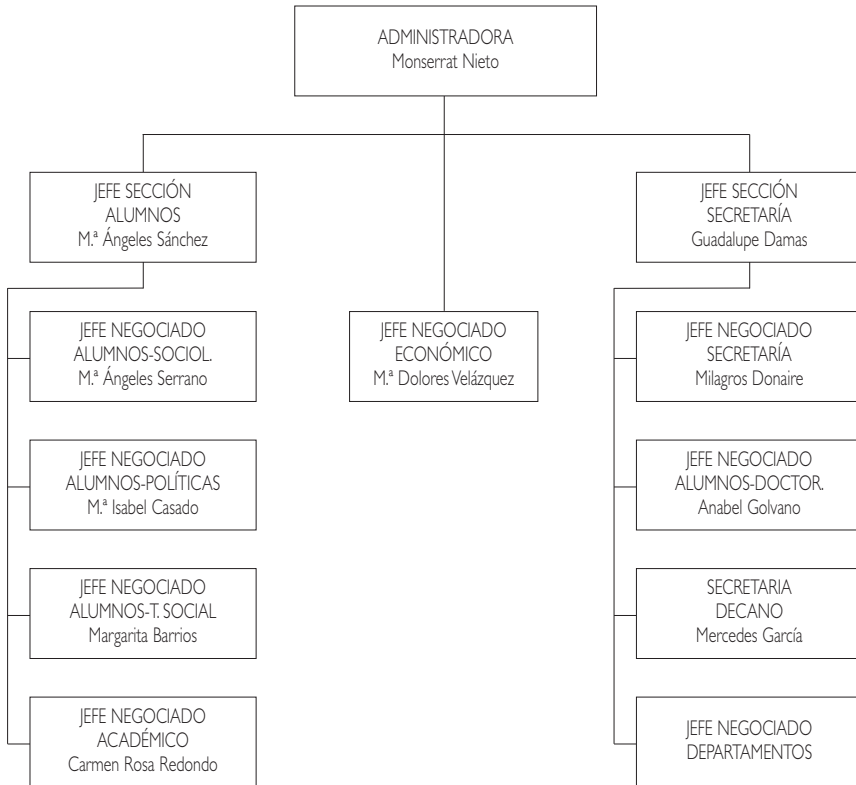 ADMINISTRADORA
Monserrat Nieto
JEFE SECCIÓN
ALUMNOS
M.ª Ángeles Sánchez
JEFE SECCIÓN
SECRETARÍA
Guadalupe Damas
JEFE NEGOCIADO
ALUMNOS-SOCIOL.
M.ª Ángeles Serrano
JEFE NEGOCIADO
ECONÓMICO
M.ª Dolores Velázquez
JEFE NEGOCIADO
SECRETARÍA
Milagros Donaire
JEFE NEGOCIADO
ALUMNOS-POLÍTICAS
M.ª Isabel Casado
JEFE NEGOCIADO
ALUMNOS-DOCTOR.
Anabel Golvano
JEFE NEGOCIADO
ALUMNOS-T. SOCIAL
Margarita Barrios
SECRETARIA
DECANO
Mercedes García
JEFE NEGOCIADO
ACADÉMICO
Carmen Rosa Redondo
JEFE NEGOCIADO
DEPARTAMENTOS